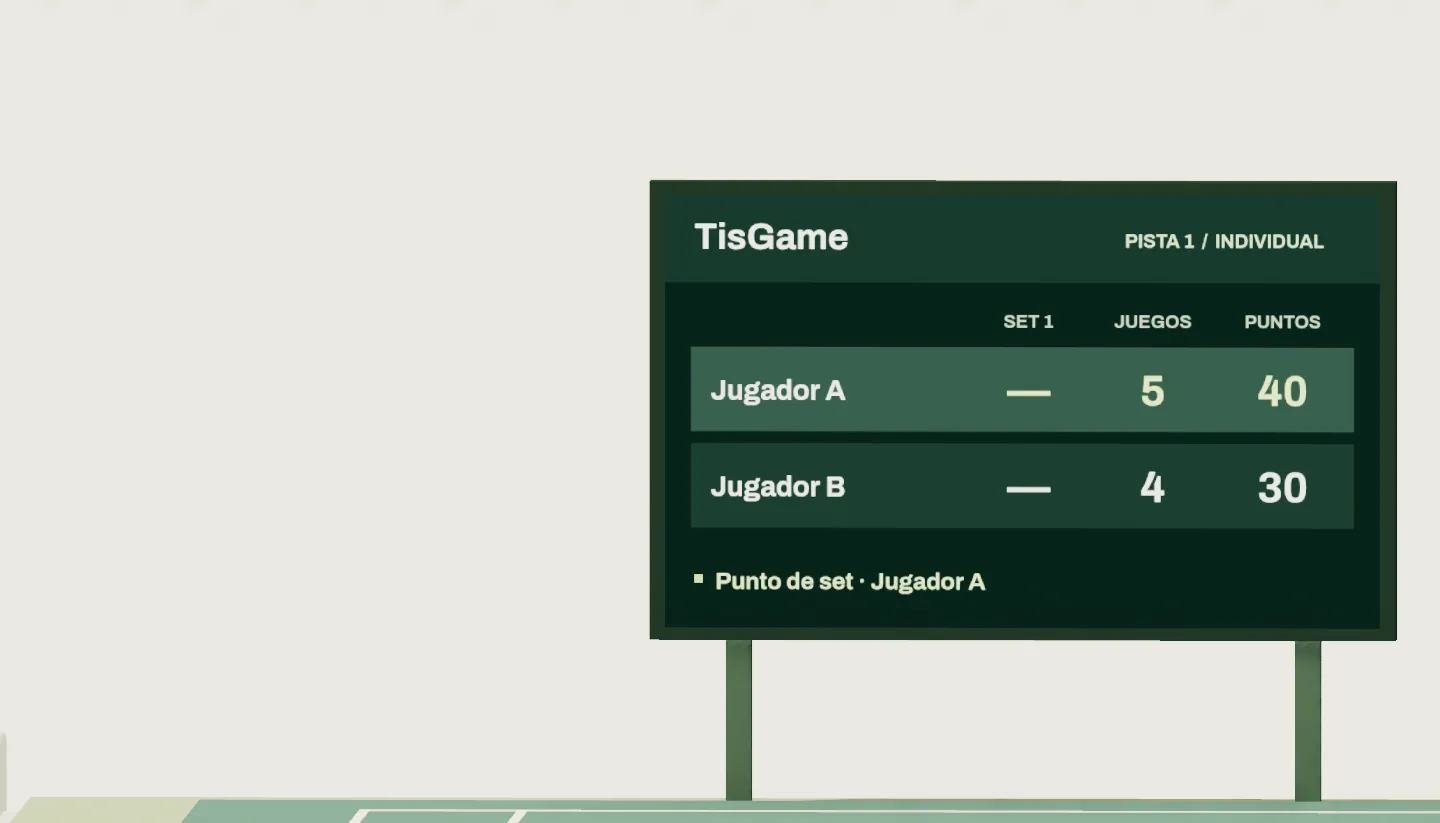 TisGame
PISTA 1 / INDIVIDUAL
SET 1 JUEGOS PUNTOS
Jugador A — 5 40
Jugador B — 4 30
Punto de set · Jugador A